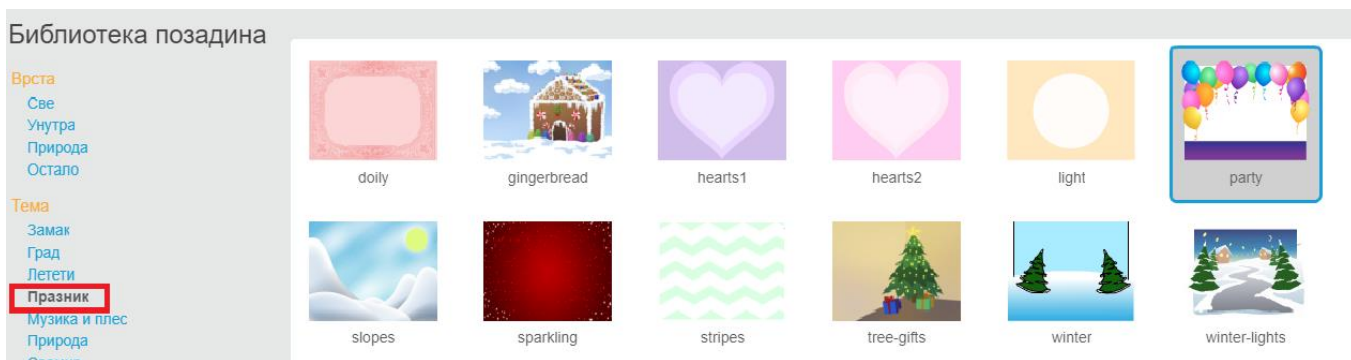 Библиотека позадина
Врста
Све
Унутра
Природа
Остало
Тема
Замак
Град
Летети
Празник
Музика и плес
Природа
doily gingerbread hearts1 hearts2 light party
slopes sparkling stripes tree-gifts winter winter-lights